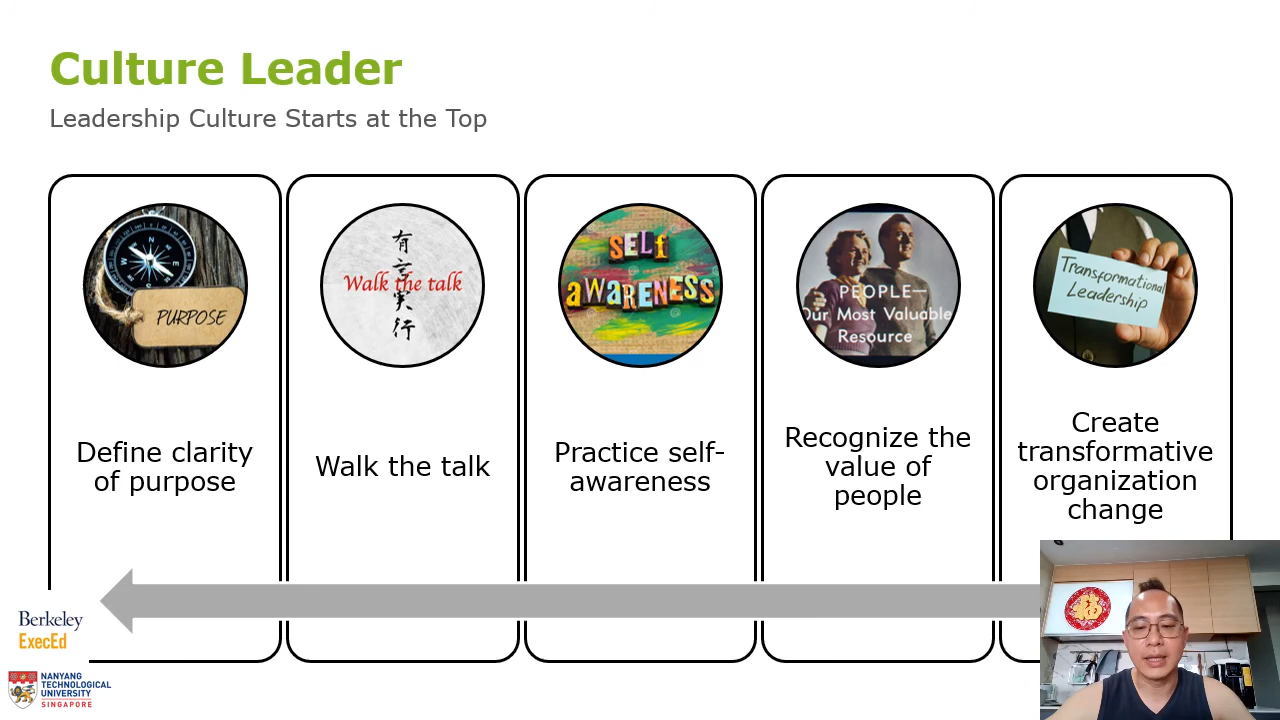 Culture Leader
Leadership Culture Starts at the Top
PURPOSE
有言実行
Walk the talk
SELf
aWaRENESS
PEOPLE—
Our Most Valuable
Resource
Transformational
Leadership
Define clarity
of purpose
Walk the talk
Practice self-
awareness
Recognize the
value of
people
Create
transformative
organization
change
Berkeley
ExecEd
NANYANG
TECHNOLOGICAL
UNIVERSITY
SINGAPORE